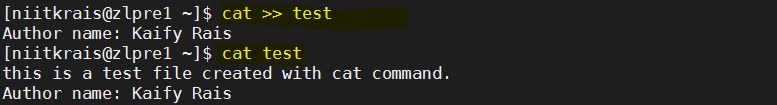 [niitkrais@zlpre1 ~]$ cat >> test
Author name: Kaify Rais
[niitkrais@zlpre1 ~]$ cat test
this is a test file created with cat command.
Author name: Kaify Rais